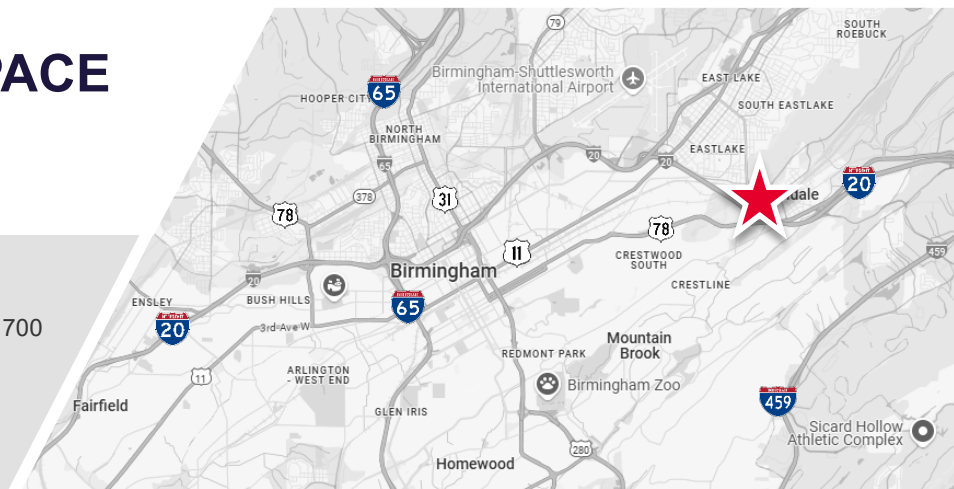 PACE
700
79
SOUTH
ROEBUCK
Birmingham-Shuttlesworth
International Airport
EAST LAKE
65
HOOPER CITY
SOUTH EASTLAKE
NORTH
BIRMINGHAM
EASTLAKE
20
20
65
20
dale
378
31
78
78
11
459
CRESTWOOD
SOUTH
Birmingham
20
CRESTLINE
BUSH HILLS
ENSLEY
65
20
3rd Ave W
Mountain
Brook
REDMONT PARK
11
ARLINGTON
- WEST END
Birmingham Zoo
459
Fairfield
GLEN IRIS
Sicard Hollow
Athletic Complex
280
Homewood